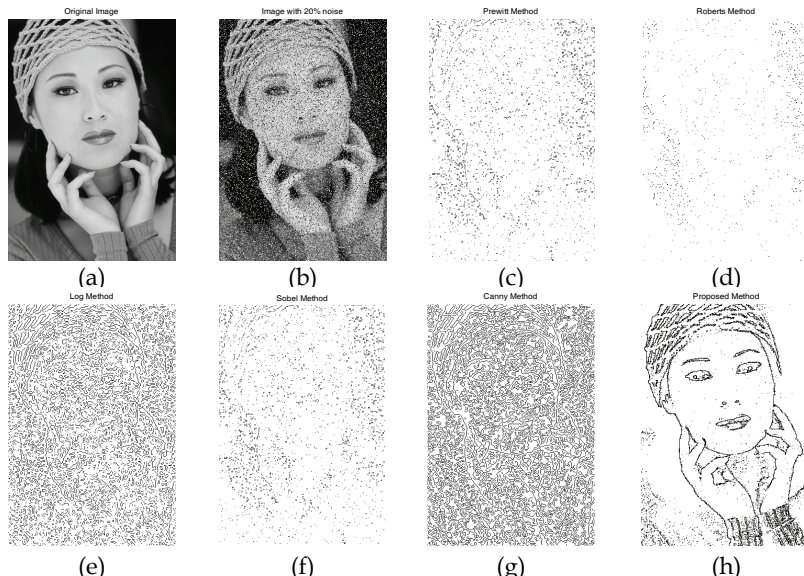 Original Image
Image with 20% noise
Prewitt Method
Roberts Method
(a)
(b)
(c)
(d)
Log Method
Sobel Method
Canny Method
Proposed Method
(e)
(f)
(g)
(h)